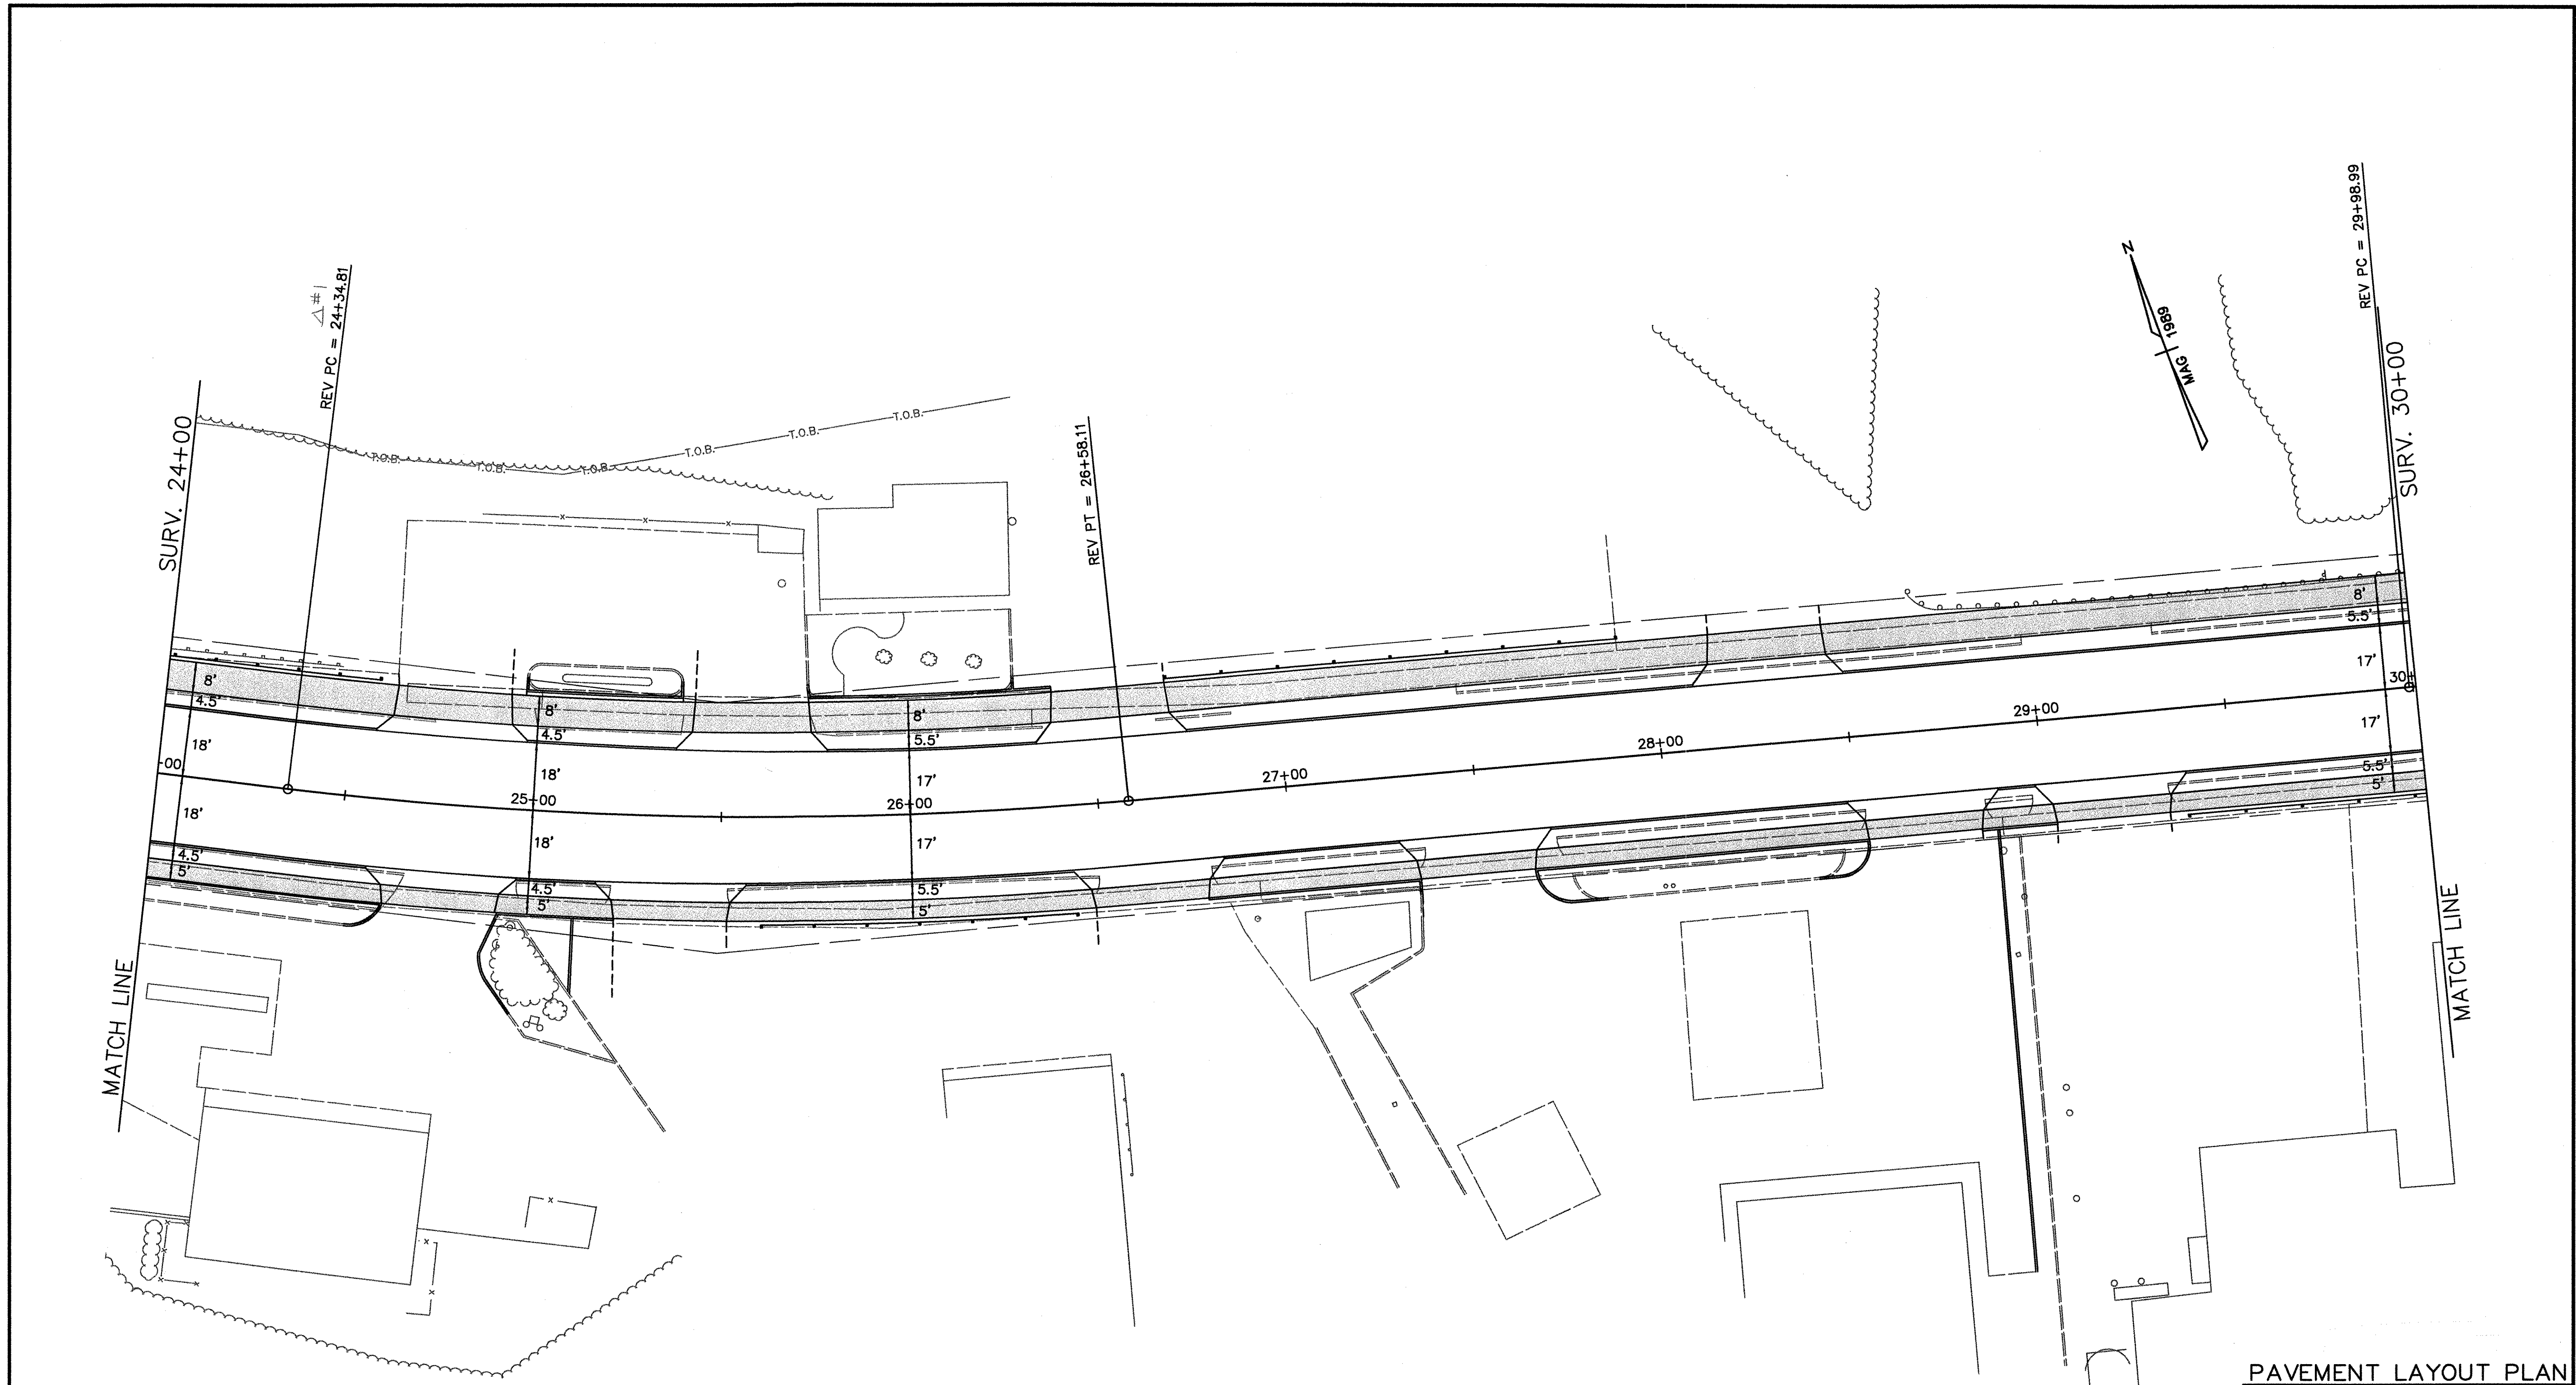 △#1
REV PC = 24+34.81
REV PC = 29+98.99
N
MAG 1989
SURV. 24+00
SURV. 30+00
REV PT = 26+58.11
T.O.B.
T.O.B.
T.O.B.
T.O.B.
T.O.B.
T.O.B.
8'
4.5'
18'
-00
18'
4.5'
5'
8'
4.5'
18'
25+00
18'
4.5'
5'
8'
5.5'
17'
26+00
17'
5.5'
5'
27+00
28+00
29+00
8'
5.5'
17'
30+
17'
5.5'
5'
MATCH LINE
MATCH LINE
PAVEMENT LAYOUT PLAN